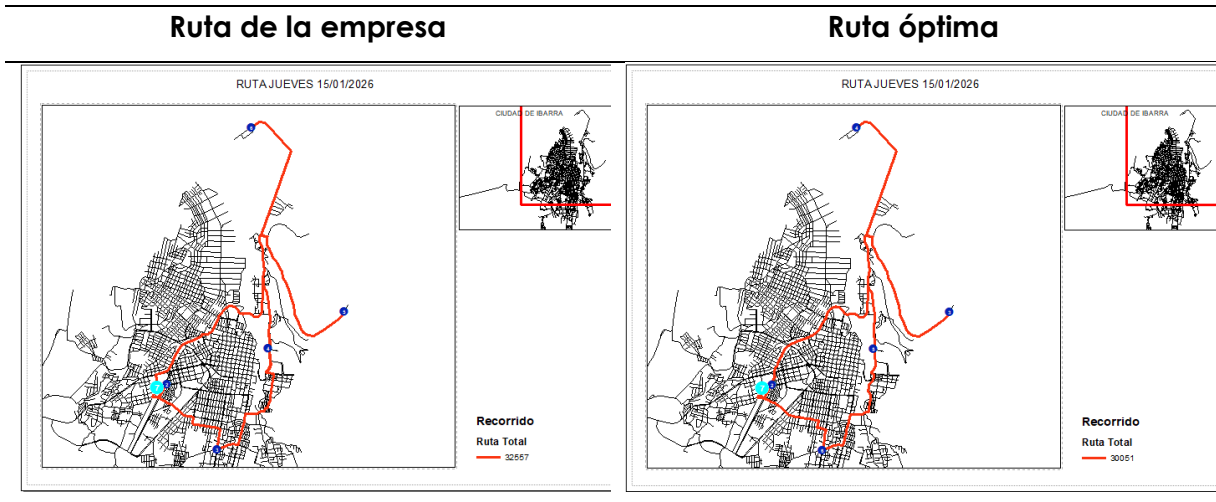 Ruta de la empresa
Ruta óptima
RUTA JUEVES 15/01/2026
CIUDAD DE IBARRA
Recorrido
Ruta Total
32557
RUTA JUEVES 15/01/2026
CIUDAD DE IBARRA
Recorrido
Ruta Total
30051